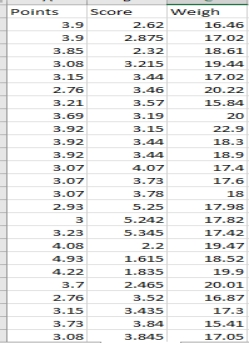 Points Score Weigh
3.9 2.62 16.46
3.9 2.875 17.02
3.85 2.32 18.61
3.08 3.215 19.44
3.15 3.44 17.02
2.76 3.46 20.22
3.21 3.57 15.84
3.69 3.19 20
3.92 3.15 22.9
3.92 3.44 18.3
3.92 3.44 18.9
3.07 4.07 17.4
3.07 3.73 17.6
3.07 3.78 18
2.93 5.25 17.98
3 5.242 17.82
3.23 5.345 17.42
4.08 2.2 19.47
4.93 1.615 18.52
4.22 1.835 19.9
3.7 2.465 20.01
2.76 3.52 16.87
3.15 3.435 17.3
3.73 3.84 15.41
3.08 3.845 17.05